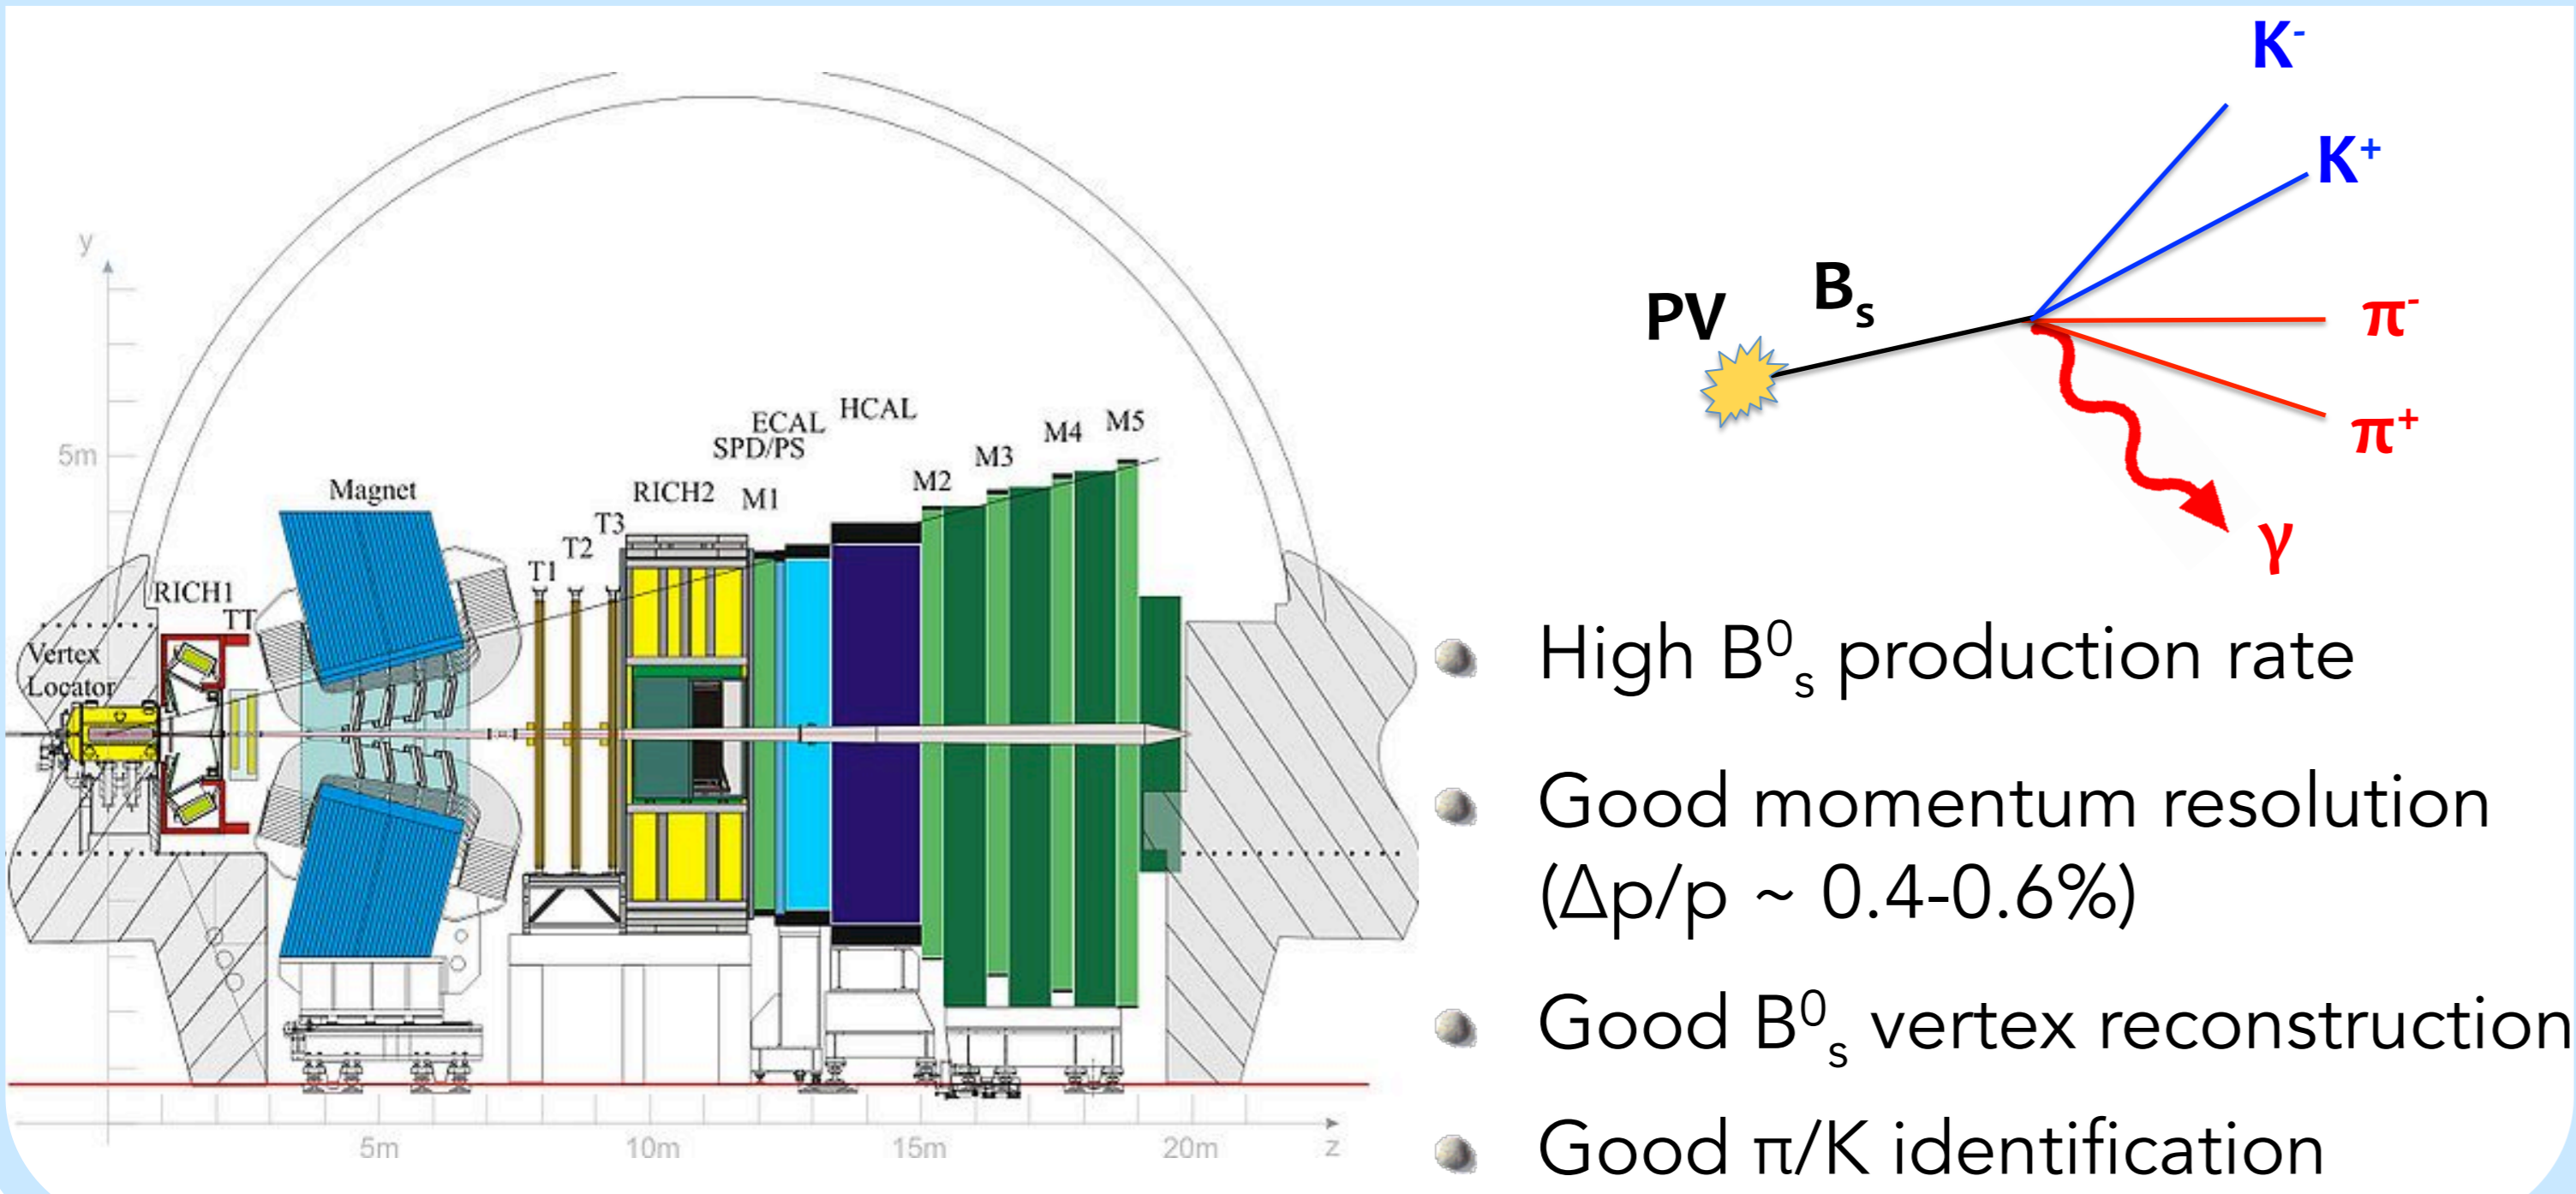 y
5m
Vertex
Locator
RICH1
TT
Magnet
T1
T2
T3
RICH2
SPD/PS
ECAL
M1
HCAL
M2
M3
M4
M5
5m
10m
15m
20m
z
PV
Bₛ
K⁻
K⁺
π⁻
π⁺
γ
High B⁰ₛ production rate
Good momentum resolution
(Δp/p ~ 0.4-0.6%)
Good B⁰ₛ vertex reconstruction
Good π/K identification